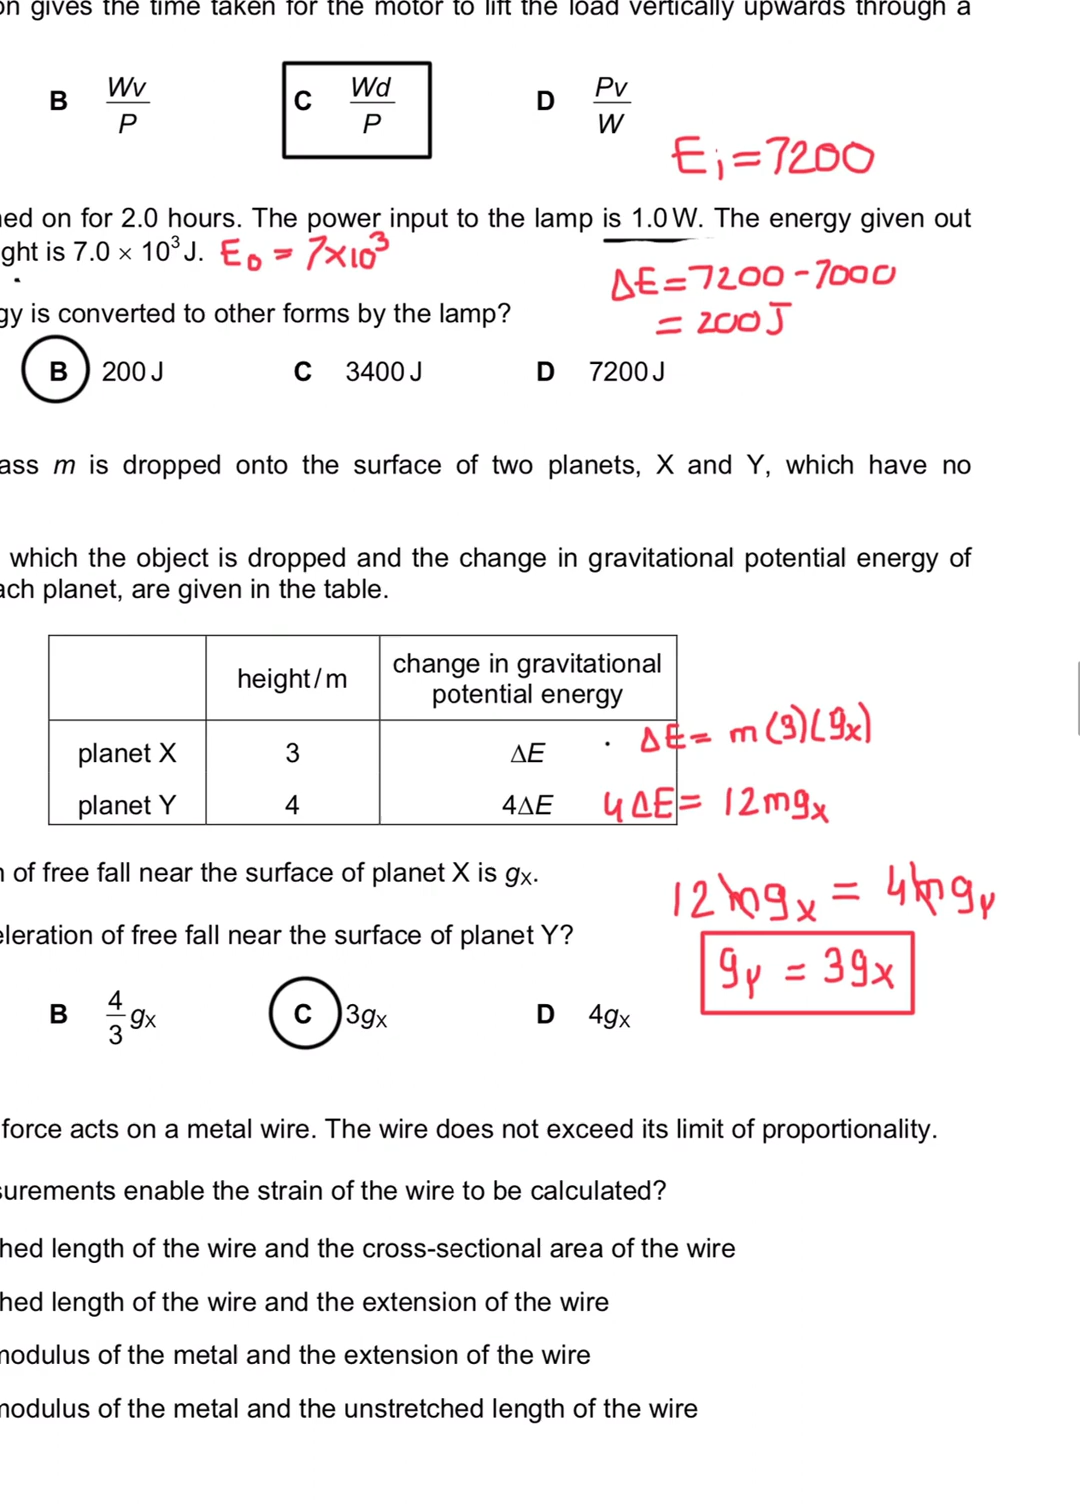 on gives the time taken for the motor to lift the load vertically upwards through a
B Wv/P C Wd/P D Pv/W
Ei=7200
ed on for 2.0 hours. The power input to the lamp is 1.0 W. The energy given out
ght is 7.0 × 10³ J. Eo = 7×10³
ΔE=7200-7000
= 200J
gy is converted to other forms by the lamp?
B 200 J C 3400 J D 7200 J
ass m is dropped onto the surface of two planets, X and Y, which have no
which the object is dropped and the change in gravitational potential energy of
ach planet, are given in the table.
height / m change in gravitational
potential energy
planet X 3 ΔE ΔE= m(3)(gx)
planet Y 4 4ΔE 4ΔE= 12mgx
of free fall near the surface of planet X is gX.
12mgx = 4mgy
eleration of free fall near the surface of planet Y?
gy = 3gx
B 4/3 gX C 3gX D 4gX
force acts on a metal wire. The wire does not exceed its limit of proportionality.
surements enable the strain of the wire to be calculated?
hed length of the wire and the cross-sectional area of the wire
hed length of the wire and the extension of the wire
modulus of the metal and the extension of the wire
modulus of the metal and the unstretched length of the wire